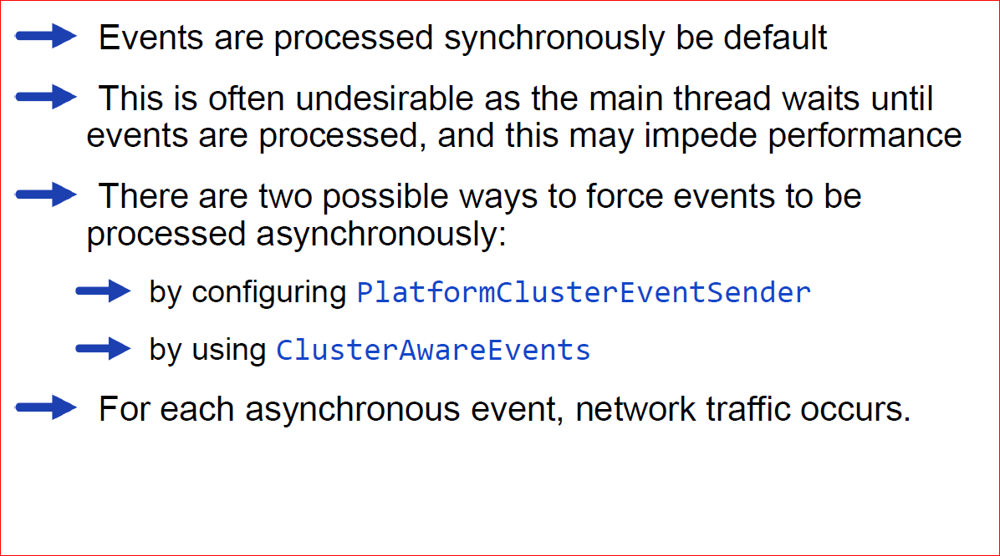 Events are processed synchronously be default
This is often undesirable as the main thread waits until
events are processed, and this may impede performance
There are two possible ways to force events to be
processed asynchronously:
by configuring PlatformClusterEventSender
by using ClusterAwareEvents
For each asynchronous event, network traffic occurs.